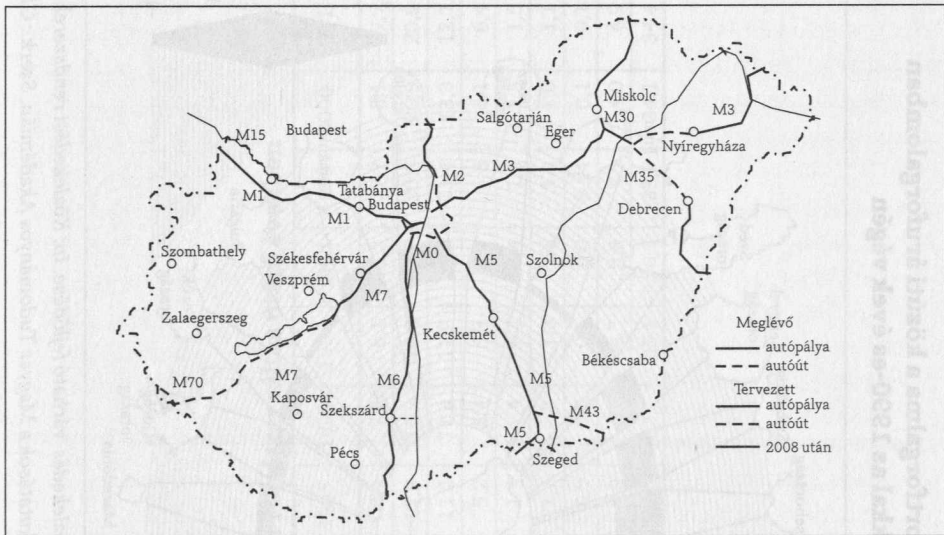 Miskolc
Salgótarján
M30
M3
M15
Budapest
Eger
Nyíregyháza
M3
M2
M35
M1
Tatabánya
M1
Budapest
Debrecen
Szombathely
Székesfehérvár
M0
M5
Szolnok
Veszprém
M7
Zalaegerszeg
Kecskemét
Meglévő
autópálya
Békéscsaba
autóút
M70
M7
M6
M5
Tervezett
Kaposvár
Szekszárd
M43
autópálya
autóút
M5
Szeged
2008 után
Pécs